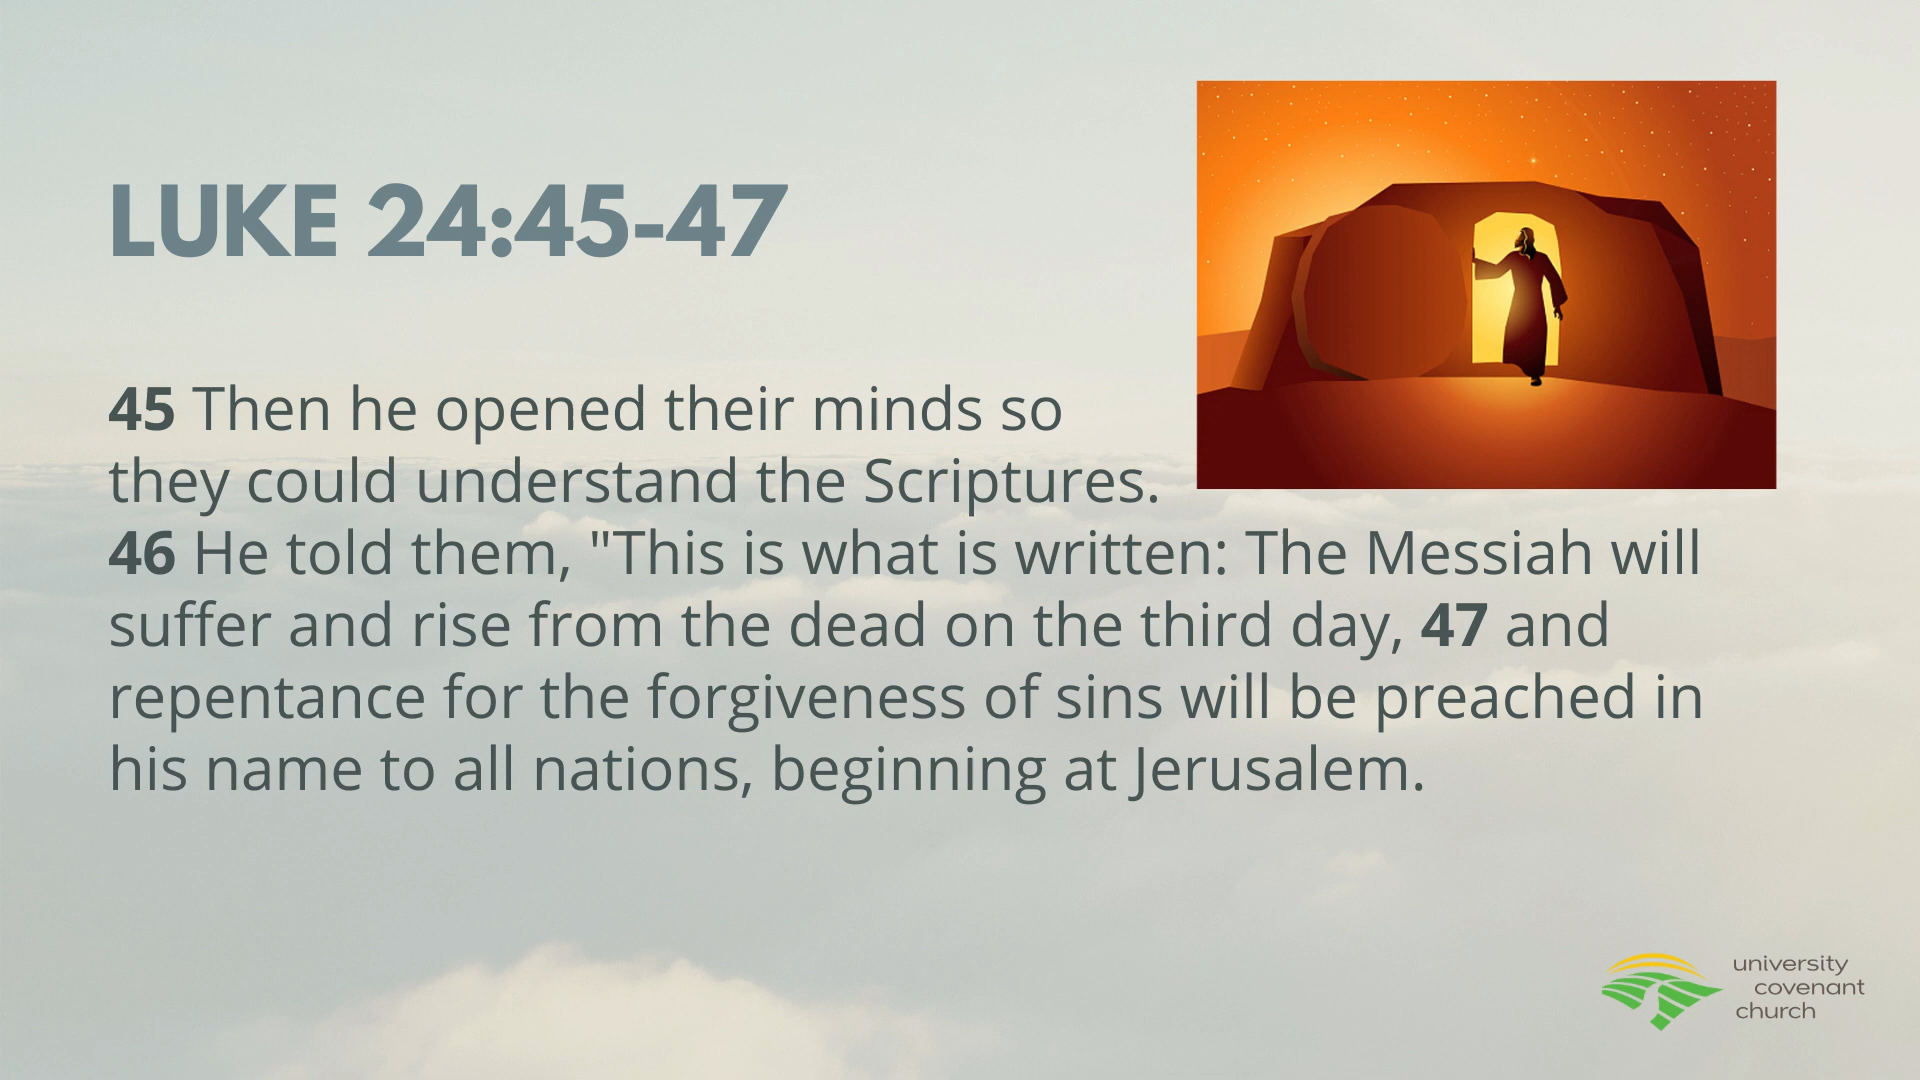 LUKE 24:45-47
45 Then he opened their minds so
they could understand the Scriptures.
46 He told them, "This is what is written: The Messiah will
suffer and rise from the dead on the third day, 47 and
repentance for the forgiveness of sins will be preached in
his name to all nations, beginning at Jerusalem.
university
covenant
church